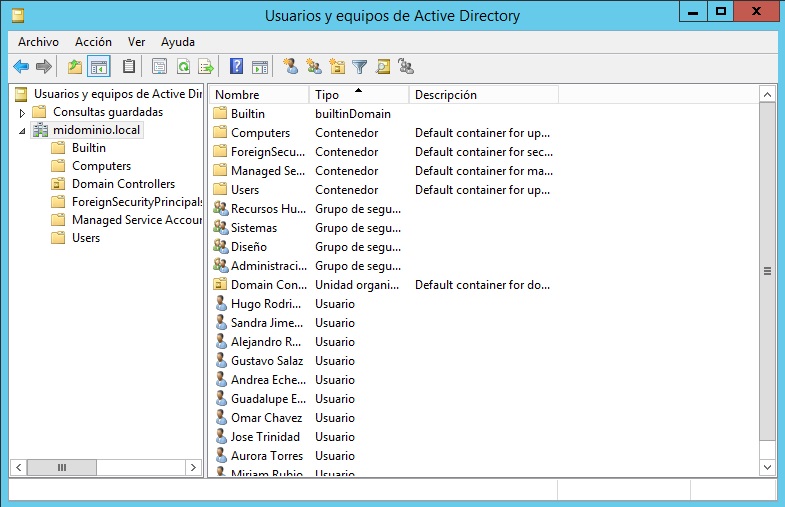 Usuarios y equipos de Active Directory
Archivo Acción Ver Ayuda
Usuarios y equipos de Active Dir
Consultas guardadas
midominio.local
Builtin
Computers
Domain Controllers
ForeignSecurityPrincipals
Managed Service Accour
Users
Nombre Tipo Descripción
Builtin builtinDomain
Computers Contenedor Default container for up...
ForeignSecu... Contenedor Default container for sec...
Managed Se... Contenedor Default container for ma...
Users Contenedor Default container for up...
Recursos Hu... Grupo de segu...
Sistemas Grupo de segu...
Diseño Grupo de segu...
Administraci... Grupo de segu...
Domain Con... Unidad organi... Default container for do...
Hugo Rodri... Usuario
Sandra Jime... Usuario
Alejandro R... Usuario
Gustavo Salaz Usuario
Andrea Eche... Usuario
Guadalupe E... Usuario
Omar Chavez Usuario
Jose Trinidad Usuario
Aurora Torres Usuario
Miriam Rubio Usuario